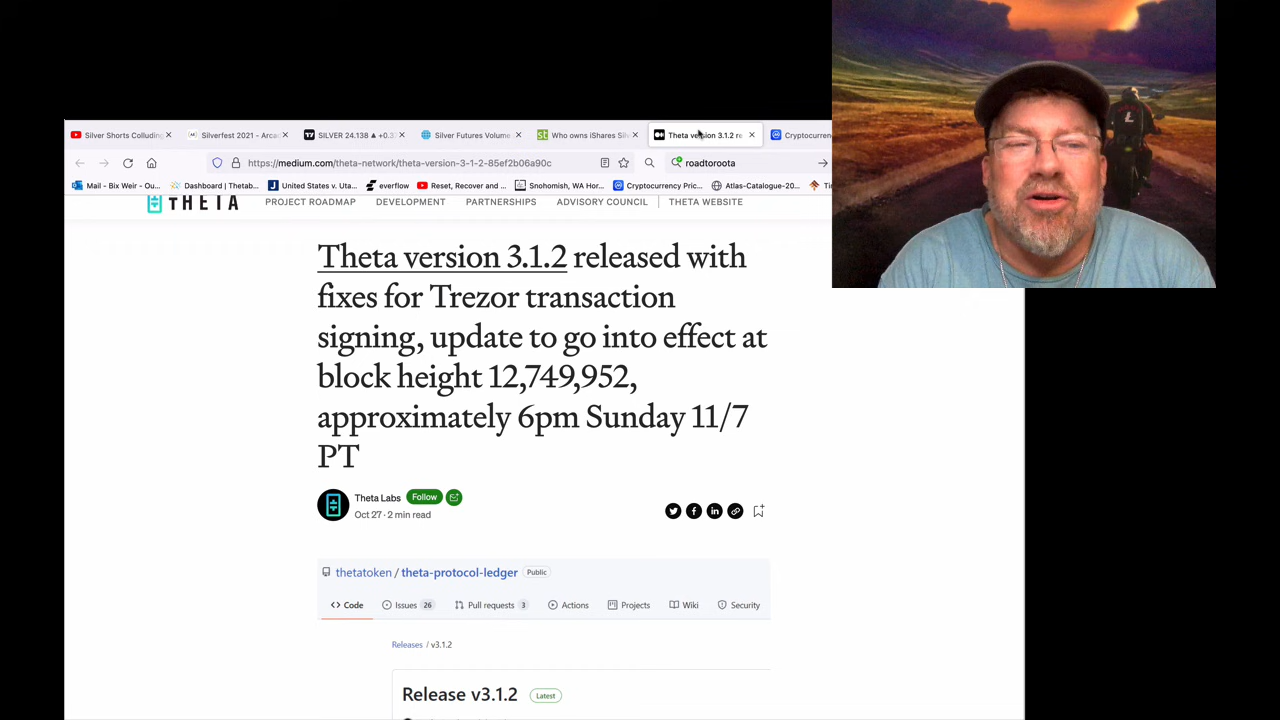 Silver Shorts Colluding
Silverfest 2021 - Arca
SILVER 24.138 ▲ +0.3
Silver Futures Volume
Who owns iShares Sil
Theta version 3.1.2 re
Cryptocurren
https://medium.com/theta-network/theta-version-3-1-2-85ef2b06a90c
roadtoroota
Mail - Bix Weir - Ou...
Dashboard | Thetab...
United States v. Uta...
everflow
Reset, Recover and ...
Snohomish, WA Hor...
Cryptocurrency Pric...
Atlas-Catalogue-20...
Tin
THETA
PROJECT ROADMAP
DEVELOPMENT
PARTNERSHIPS
ADVISORY COUNCIL
THETA WEBSITE
Theta version 3.1.2 released with
fixes for Trezor transaction
signing, update to go into effect at
block height 12,749,952,
approximately 6pm Sunday 11/7
PT
Theta Labs Follow
Oct 27 · 2 min read
thetatoken / theta-protocol-ledger Public
Code Issues 26 Pull requests 3 Actions Projects Wiki Security
Releases / v3.1.2
Release v3.1.2 Latest